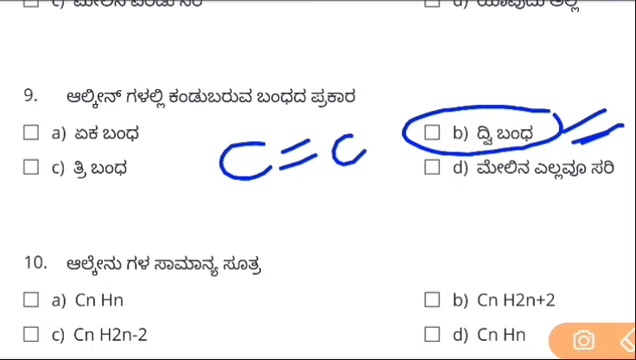 9. ಆಲ್ಕೀನ್ ಗಳಲ್ಲಿ ಕಂಡುಬರುವ ಬಂಧದ ಪ್ರಕಾರ
a) ಏಕ ಬಂಧ b) ದ್ವಿ ಬಂಧ
C=C
c) ತ್ರಿ ಬಂಧ d) ಮೇಲಿನ ಎಲ್ಲವೂ ಸರಿ
10. ಆಲ್ಕೇನು ಗಳ ಸಾಮಾನ್ಯ ಸೂತ್ರ
a) Cn Hn b) Cn H2n+2
c) Cn H2n-2 d) Cn Hn